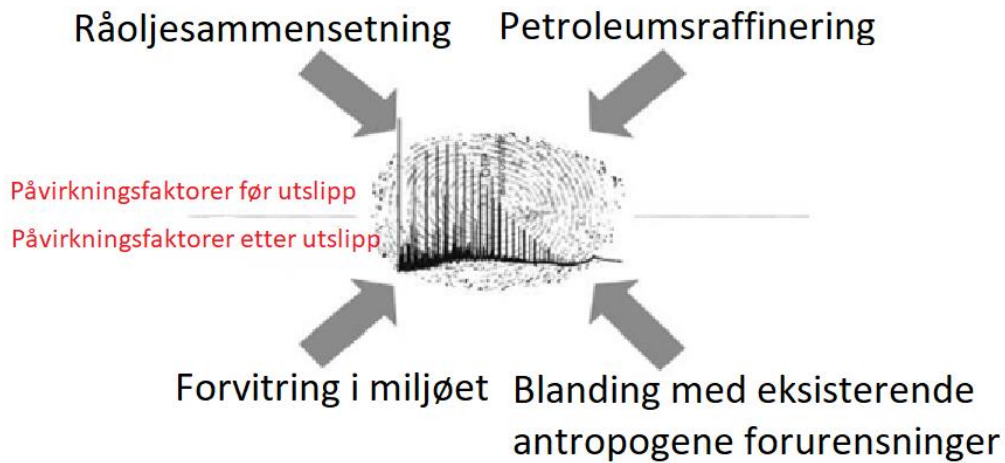 Råoljesammensetning
Petroleumsraffinering
Påvirkningsfaktorer før utslipp
Påvirkningsfaktorer etter utslipp
Forvitring i miljøet
Blanding med eksisterende
antropogene forurensninger